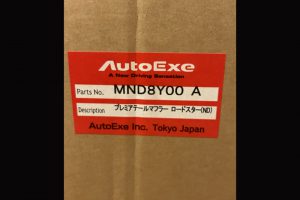 AutoExe
A New Driving Sensation
Parts No. MND8Y00 A
Description プレミアテールマフラー ロードスター(ND)
AutoExe Inc. Tokyo Japan